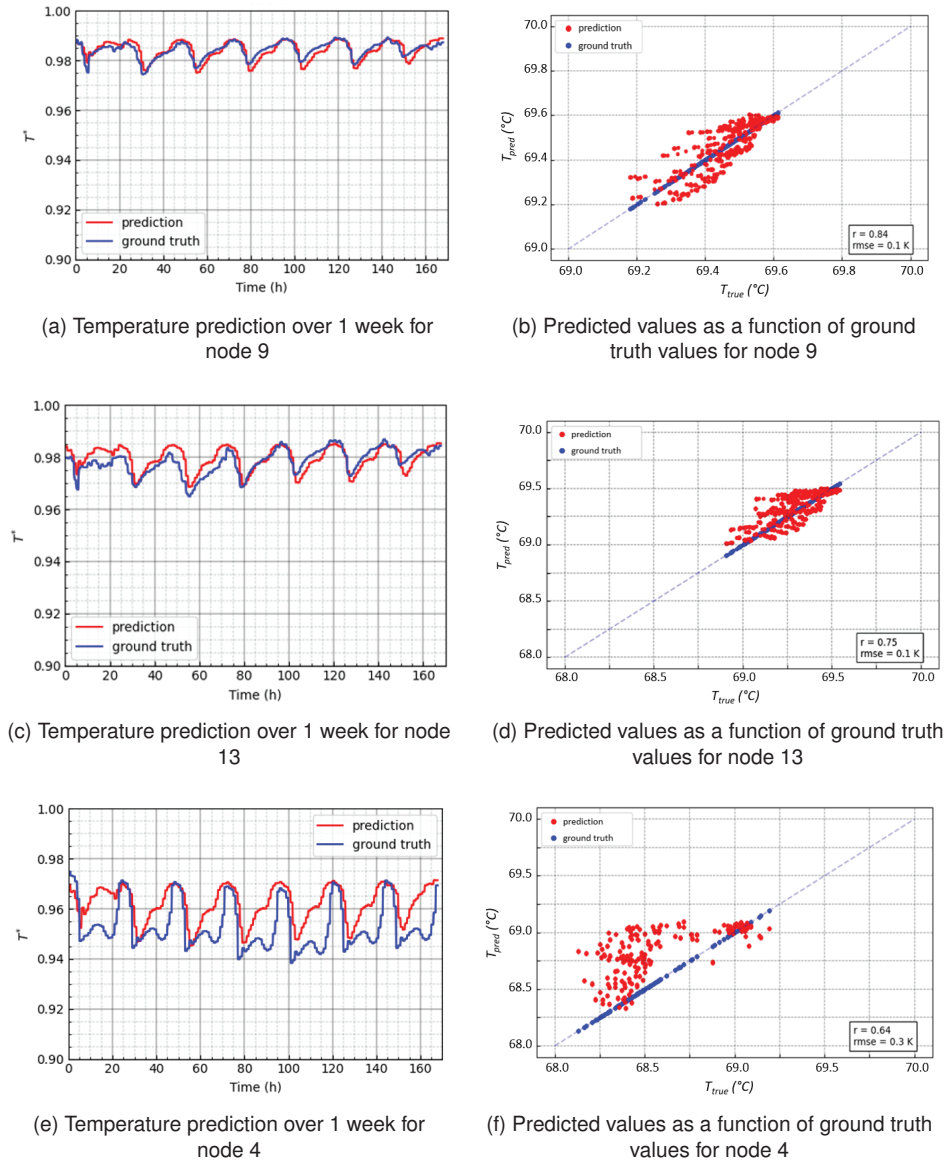 1.00
0.98
0.96
0.94
0.92
0.90
T*
prediction
ground truth
0 20 40 60 80 100 120 140 160
Time (h)
(a) Temperature prediction over 1 week for
node 9
70.0
69.8
69.6
69.4
69.2
69.0
T_pred (°C)
prediction
ground truth
r = 0.84
rmse = 0.1 K
69.0 69.2 69.4 69.6 69.8 70.0
T_true (°C)
(b) Predicted values as a function of ground
truth values for node 9
1.00
0.98
0.96
0.94
0.92
0.90
T*
prediction
ground truth
0 20 40 60 80 100 120 140 160
Time (h)
(c) Temperature prediction over 1 week for node
13
70.0
69.5
69.0
68.5
68.0
T_pred (°C)
prediction
ground truth
r = 0.75
rmse = 0.1 K
68.0 68.5 69.0 69.5 70.0
T_true (°C)
(d) Predicted values as a function of ground truth
values for node 13
1.00
0.98
0.96
0.94
0.92
0.90
T*
prediction
ground truth
0 20 40 60 80 100 120 140 160
Time (h)
(e) Temperature prediction over 1 week for
node 4
70.0
69.5
69.0
68.5
68.0
T_pred (°C)
prediction
ground truth
r = 0.64
rmse = 0.3 K
68.0 68.5 69.0 69.5 70.0
T_true (°C)
(f) Predicted values as a function of ground truth
values for node 4